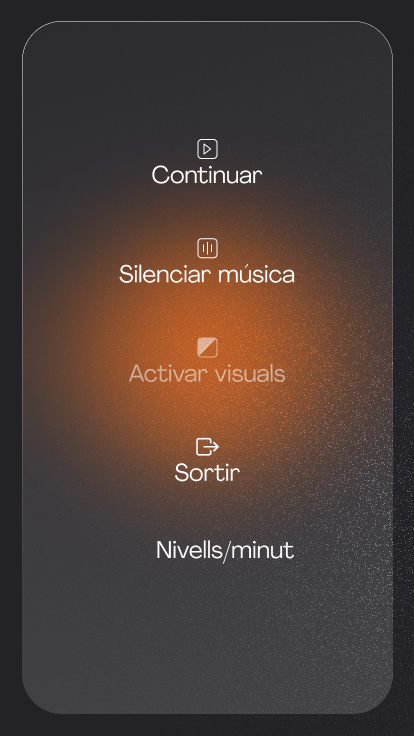 Continuar
Silenciar música
Activar visuals
Sortir
Nivells/minut